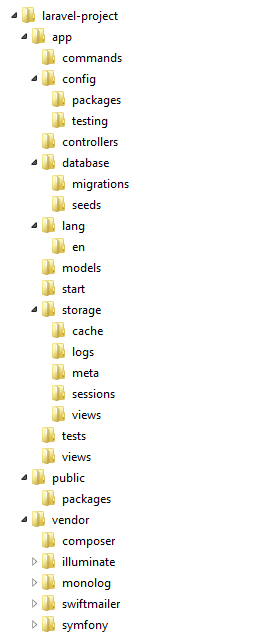 laravel-project
app
commands
config
packages
testing
controllers
database
migrations
seeds
lang
en
models
start
storage
cache
logs
meta
sessions
views
tests
views
public
packages
vendor
composer
illuminate
monolog
swiftmailer
symfony